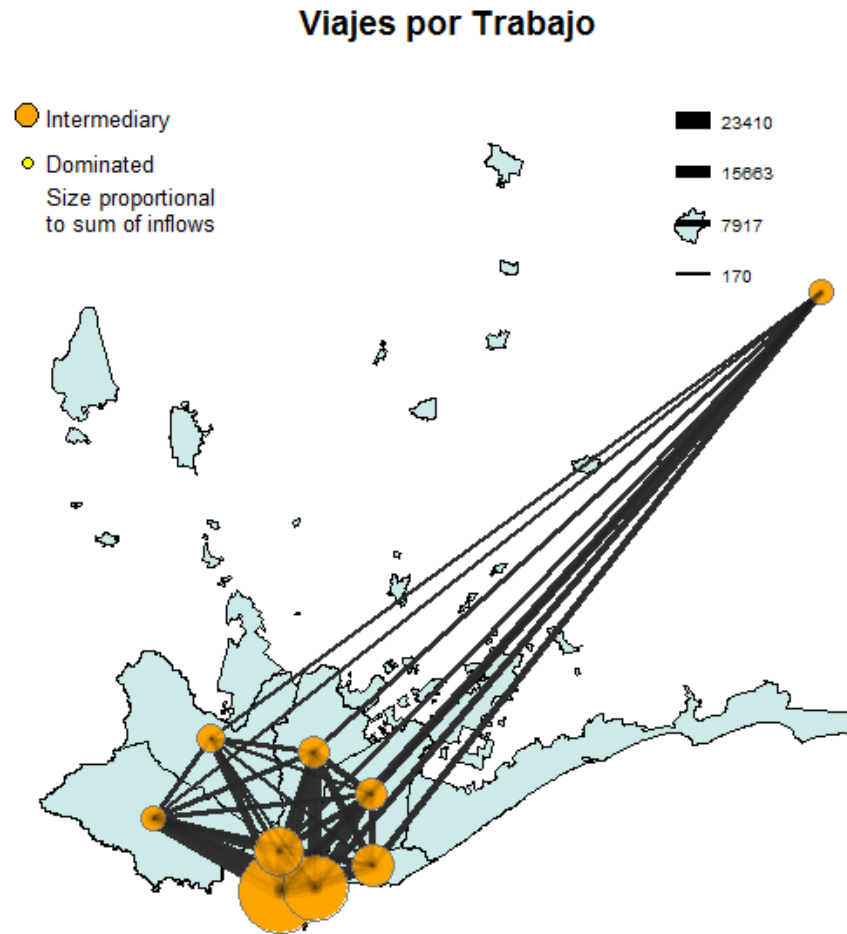 Viajes por Trabajo
Intermediary
Dominated
Size proportional
to sum of inflows
23410
15663
7917
170